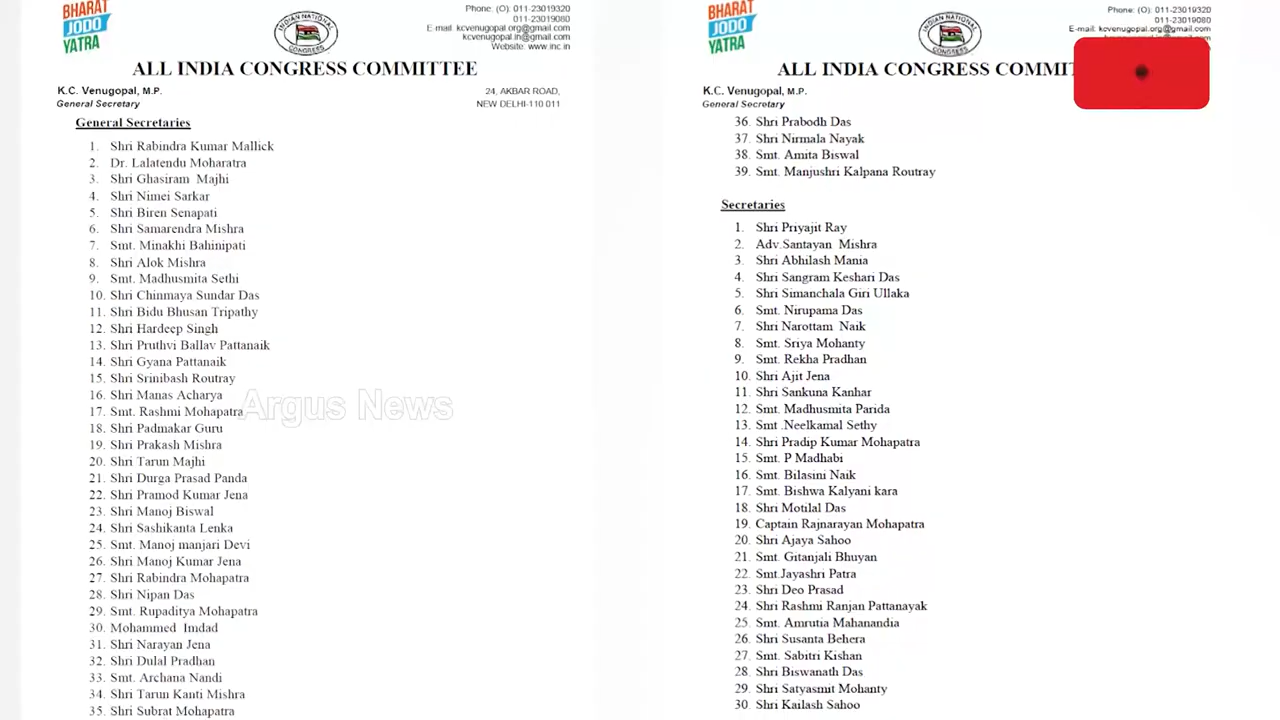 BHARAT
JODO
YATRA
INDIAN NATIONAL
CONGRESS
Phone: (O): 011-23019320
011-23019080
E-mail: kcvenugopal.org@gmail.com
kcvenugopal.in@gmail.com
Website: www.inc.in
ALL INDIA CONGRESS COMMITTEE
K.C. Venugopal, M.P.
General Secretary
24, AKBAR ROAD,
NEW DELHI-110 011
General Secretaries
1. Shri Rabindra Kumar Mallick
2. Dr. Lalatendu Moharatra
3. Shri Ghasiram Majhi
4. Shri Nimei Sarkar
5. Shri Biren Senapati
6. Shri Samarendra Mishra
7. Smt. Minakhi Bahinipati
8. Shri Alok Mishra
9. Smt. Madhusmita Sethi
10. Shri Chinmaya Sundar Das
11. Shri Bidu Bhusan Tripathy
12. Shri Hardeep Singh
13. Shri Pruthvi Ballav Pattanaik
14. Shri Gyana Pattanaik
15. Shri Srinibash Routray
16. Shri Manas Acharya
17. Smt. Rashmi Mohapatra
18. Shri Padmakar Guru
19. Shri Prakash Mishra
20. Shri Tarun Majhi
21. Shri Durga Prasad Panda
22. Shri Pramod Kumar Jena
23. Shri Manoj Biswal
24. Shri Sashikanta Lenka
25. Smt. Manoj manjari Devi
26. Shri Manoj Kumar Jena
27. Shri Rabindra Mohapatra
28. Shri Nipan Das
29. Smt. Rupaditya Mohapatra
30. Mohammed Imdad
31. Shri Narayan Jena
32. Shri Dulal Pradhan
33. Smt. Archana Nandi
34. Shri Tarun Kanti Mishra
35. Shri Subrat Mohapatra
Argus News
BHARAT
JODO
YATRA
INDIAN NATIONAL
CONGRESS
Phone: (O): 011-23019320
011-23019080
E-mail: kcvenugopal.org@gmail.com
ALL INDIA CONGRESS COMMIT
K.C. Venugopal, M.P.
General Secretary
36. Shri Prabodh Das
37. Shri Nirmala Nayak
38. Smt. Amita Biswal
39. Smt. Manjushri Kalpana Routray
Secretaries
1. Shri Priyajit Ray
2. Adv.Santayan Mishra
3. Shri Abhilash Mania
4. Shri Sangram Keshari Das
5. Shri Simanchala Giri Ullaka
6. Smt. Nirupama Das
7. Shri Narottam Naik
8. Smt. Sriya Mohanty
9. Smt. Rekha Pradhan
10. Shri Ajit Jena
11. Shri Sankuna Kanhar
12. Smt. Madhusmita Parida
13. Smt .Neelkamal Sethy
14. Shri Pradip Kumar Mohapatra
15. Smt. P Madhabi
16. Smt. Bilasini Naik
17. Smt. Bishwa Kalyani kara
18. Shri Motilal Das
19. Captain Rajnarayan Mohapatra
20. Shri Ajaya Sahoo
21. Smt. Gitanjali Bhuyan
22. Smt.Jayashri Patra
23. Shri Deo Prasad
24. Shri Rashmi Ranjan Pattanayak
25. Smt. Amrutia Mahanandia
26. Shri Susanta Behera
27. Smt. Sabitri Kishan
28. Shri Biswanath Das
29. Shri Satyasmit Mohanty
30. Shri Kailash Sahoo